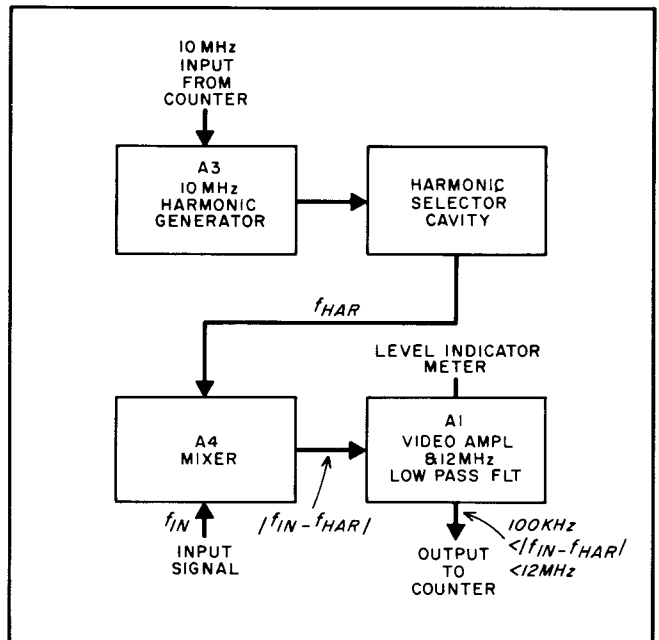 10 MHz
INPUT
FROM
COUNTER
A3
10 MHz
HARMONIC
GENERATOR
HARMONIC
SELECTOR
CAVITY
fHAR
LEVEL INDICATOR
METER
A4
MIXER
A1
VIDEO AMPL
&12MHz
LOW PASS FLT
fIN
INPUT
SIGNAL
|fIN-fHAR|
OUTPUT
TO
COUNTER
100KHz
<|fIN-fHAR|
<12MHz